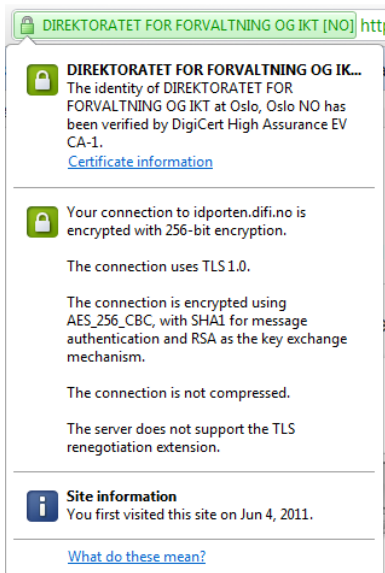 DIREKTORATET FOR FORVALTNING OG IKT [NO] http
DIREKTORATET FOR FORVALTNING OG IK...
The identity of DIREKTORATET FOR
FORVALTNING OG IKT at Oslo, Oslo NO has
been verified by DigiCert High Assurance EV
CA-1.
Certificate information
Your connection to idporten.difi.no is
encrypted with 256-bit encryption.
The connection uses TLS 1.0.
The connection is encrypted using
AES_256_CBC, with SHA1 for message
authentication and RSA as the key exchange
mechanism.
The connection is not compressed.
The server does not support the TLS
renegotiation extension.
Site information
You first visited this site on Jun 4, 2011.
What do these mean?